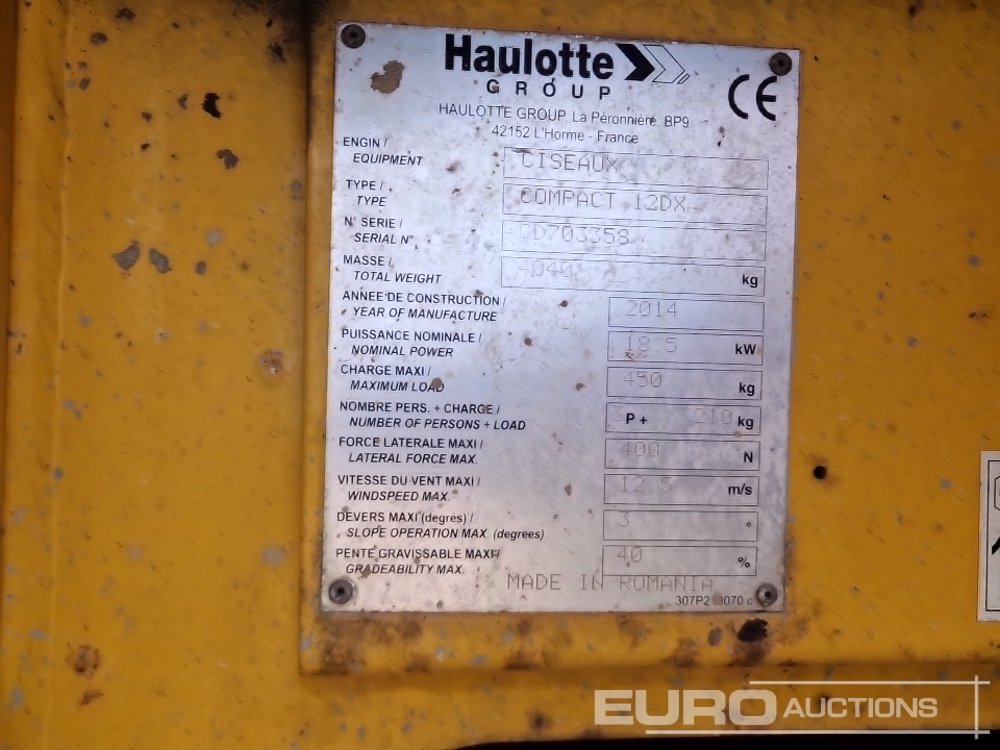 Haulotte
GROUP
CE
HAULOTTE GROUP. La Péronnière. BP9
42152 L'Horme - France
ENGIN /
EQUIPMENT
CISEAUX
TYPE /
TYPE
COMPACT 12DX
N° SERIE /
SERIAL N°
CD703358
MASSE /
TOTAL WEIGHT
4040 kg
ANNEE DE CONSTRUCTION /
YEAR OF MANUFACTURE
2014
PUISSANCE NOMINALE /
NOMINAL POWER
18.5 kW
CHARGE MAXI /
MAXIMUM LOAD
450 kg
NOMBRE PERS. + CHARGE /
NUMBER OF PERSONS + LOAD
P + 210 kg
FORCE LATERALE MAXI /
LATERAL FORCE MAX.
400 N
VITESSE DU VENT MAXI /
WINDSPEED MAX.
12.5 m/s
DEVERS MAXI (degrés) /
SLOPE OPERATION MAX. (degrees)
3 °
PENTE GRAVISSABLE MAXI /
GRADEABILITY MAX.
40 %
MADE IN ROMANIA
EURO AUCTIONS